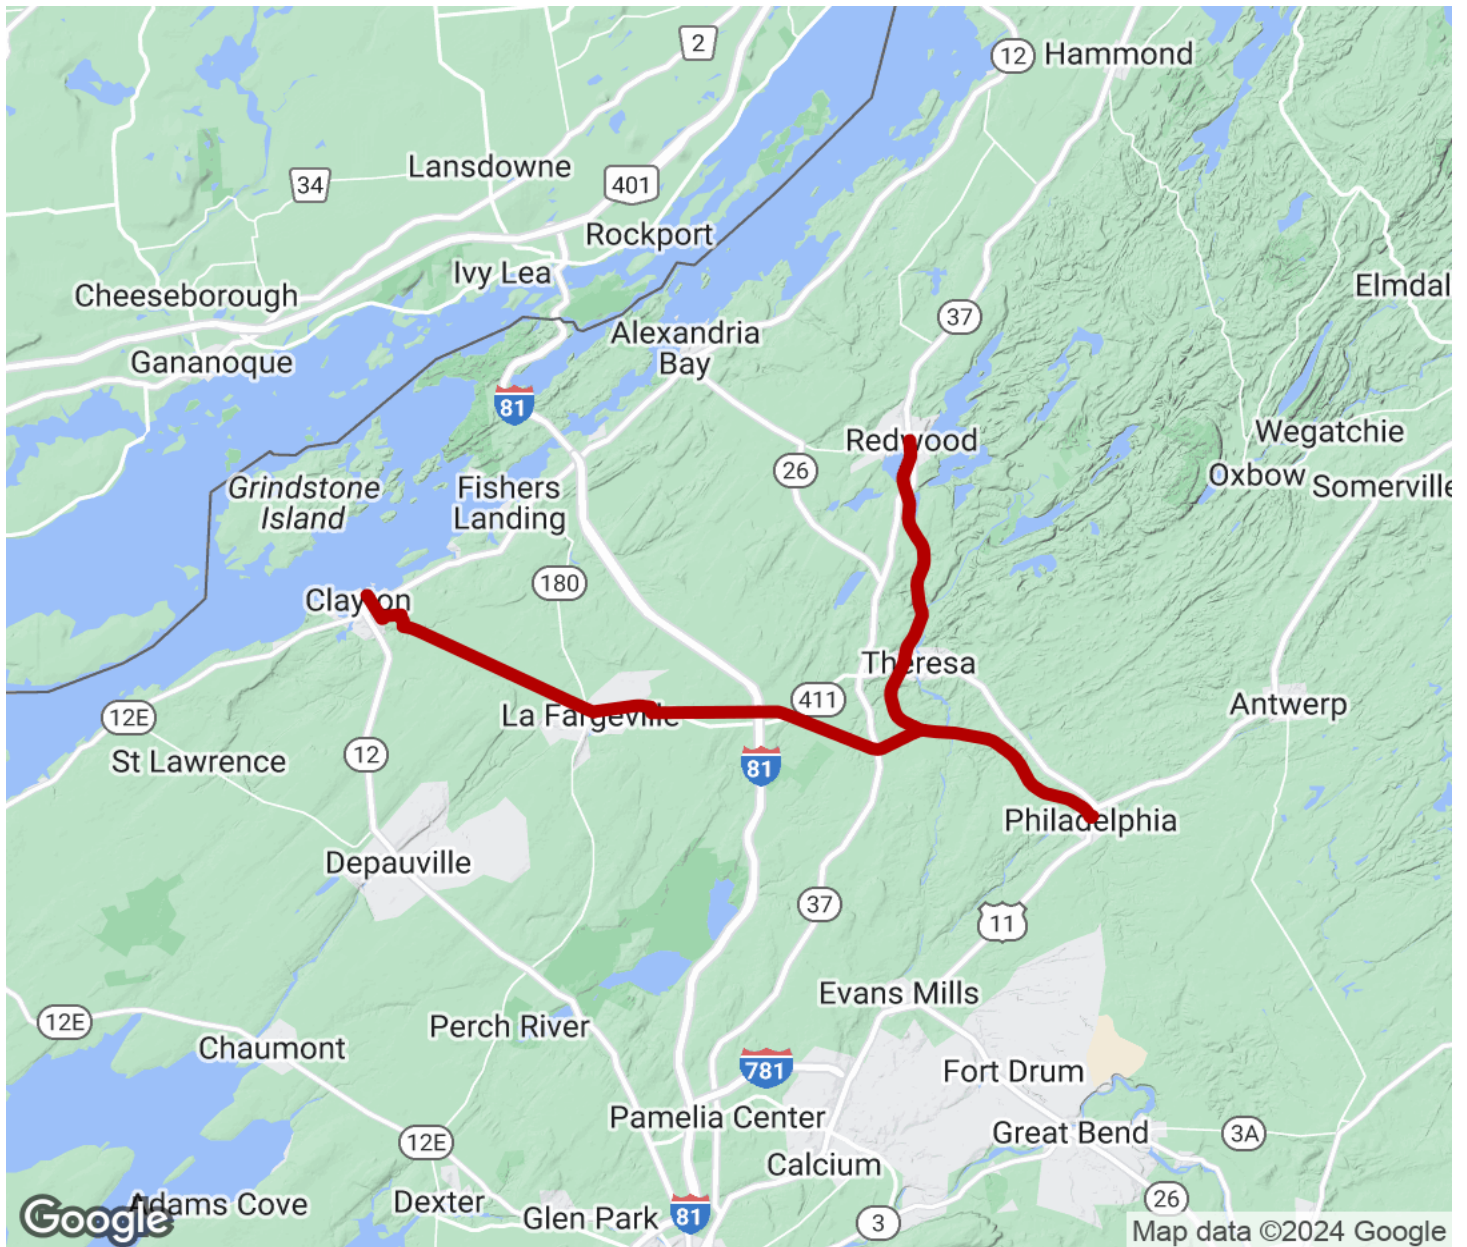 2
12
Hammond
Lansdowne
34
401
Rockport
Ivy Lea
Cheeseborough
Elmdal
37
Alexandria
Bay
Gananoque
81
Redwood
Wegatchie
26
Oxbow
Somerville
Grindstone
Island
Fishers
Landing
180
Clayton
Theresa
411
Antwerp
12E
La Fargeville
12
St Lawrence
81
Philadelphia
Depauville
37
11
Evans Mills
12E
Perch River
Chaumont
781
Fort Drum
Pamelia Center
Great Bend
3A
12E
Calcium
Adams Cove
Dexter
26
Glen Park
81
3
Google
Map data ©2024 Google